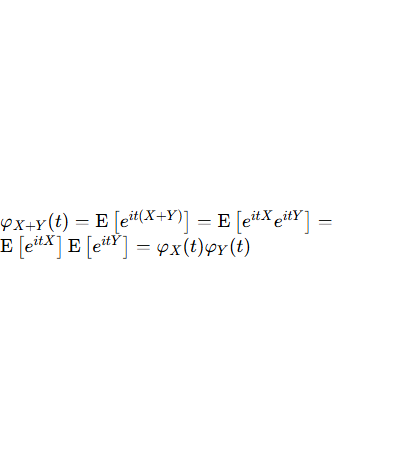 φ_{X+Y}(t) = E [e^{it(X+Y)}] = E [e^{itX} e^{itY}] =
E [e^{itX}] E [e^{itY}] = φ_X(t)φ_Y(t)